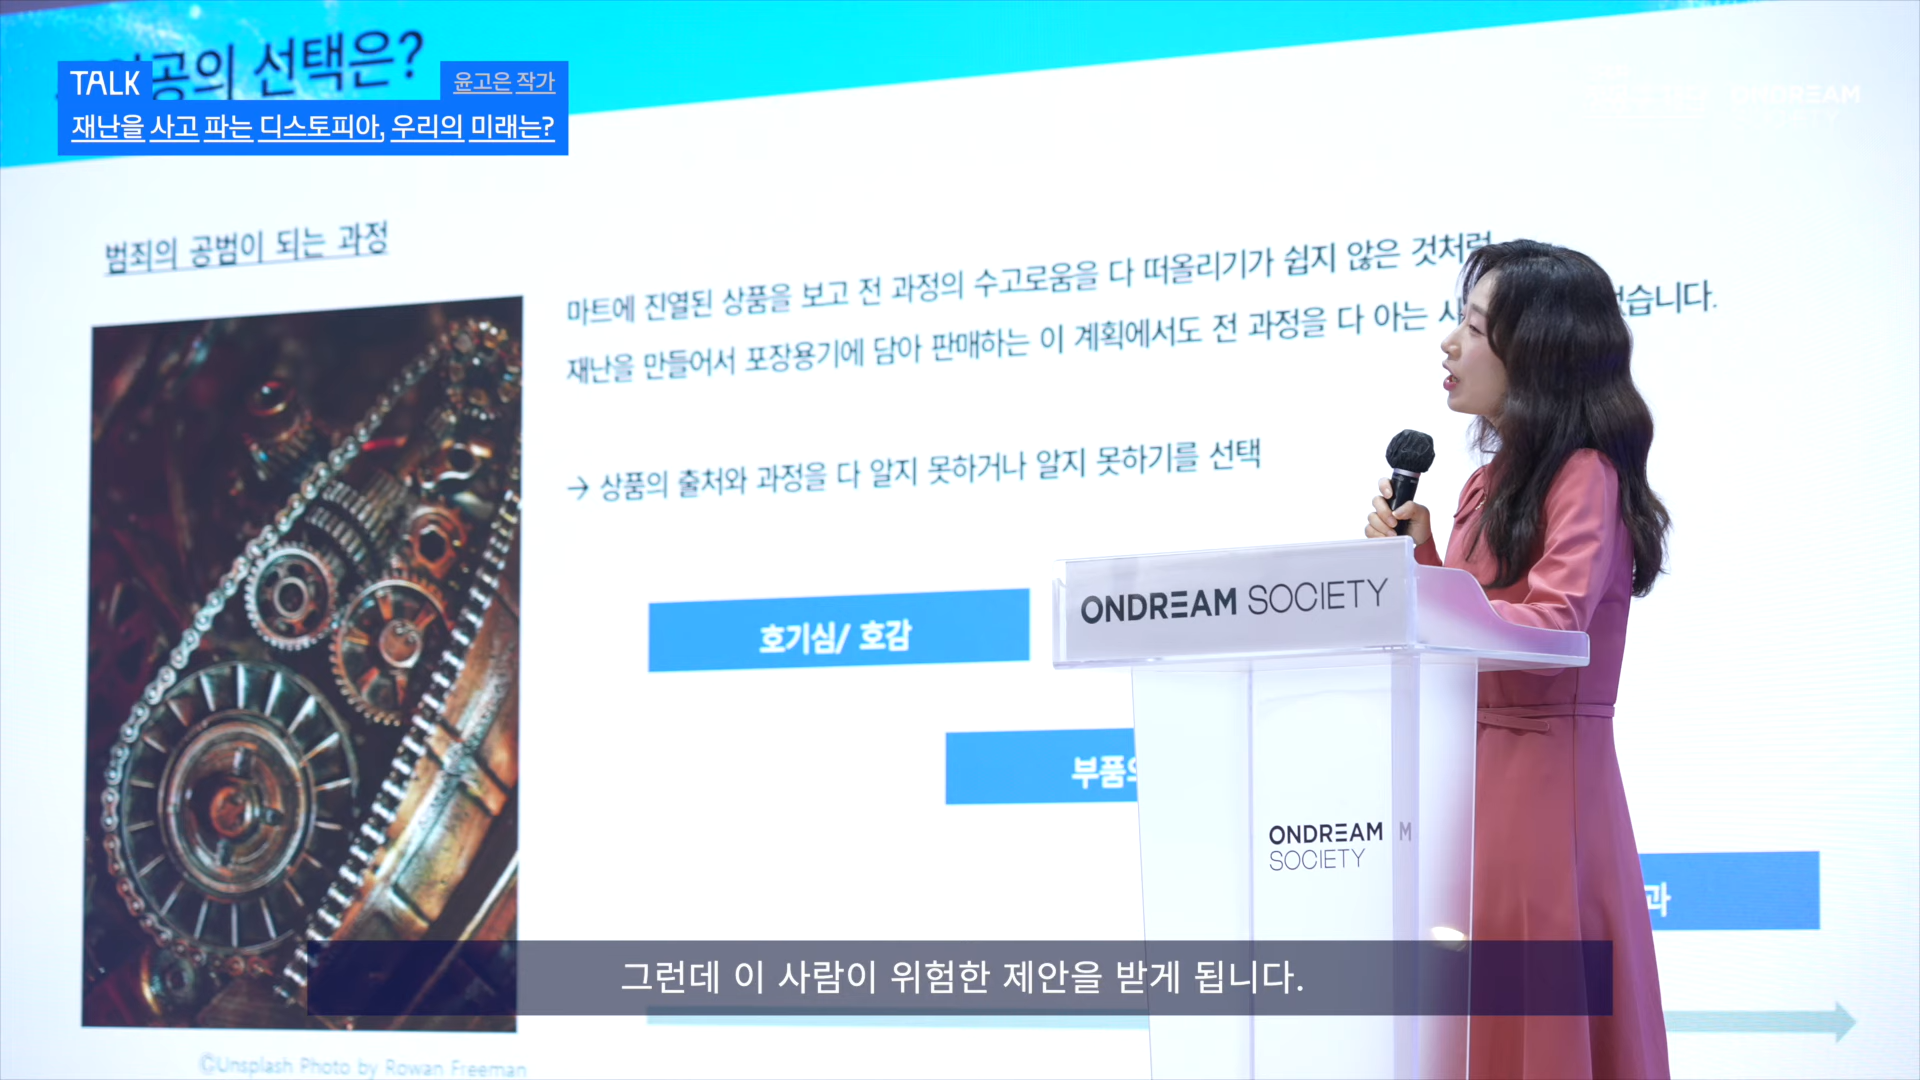 공의 선택은?
TALK
윤고은 작가
재난을 사고 파는 디스토피아, 우리의 미래는?
ONDREAM
범죄의 공범이 되는 과정
마트에 진열된 상품을 보고 전 과정의 수고로움을 다 떠올리기가 쉽지 않은 것처럼
재난을 만들어서 포장용기에 담아 판매하는 이 계획에서도 전 과정을 다 아는 습니다.
→ 상품의 출처와 과정을 다 알지 못하거나 알지 못하기를 선택
호기심/ 호감
ONDREAM SOCIETY
부품
ONDREAM M
SOCIETY
과
그런데 이 사람이 위험한 제안을 받게 됩니다.
©Unsplash Photo by Rowan Freeman